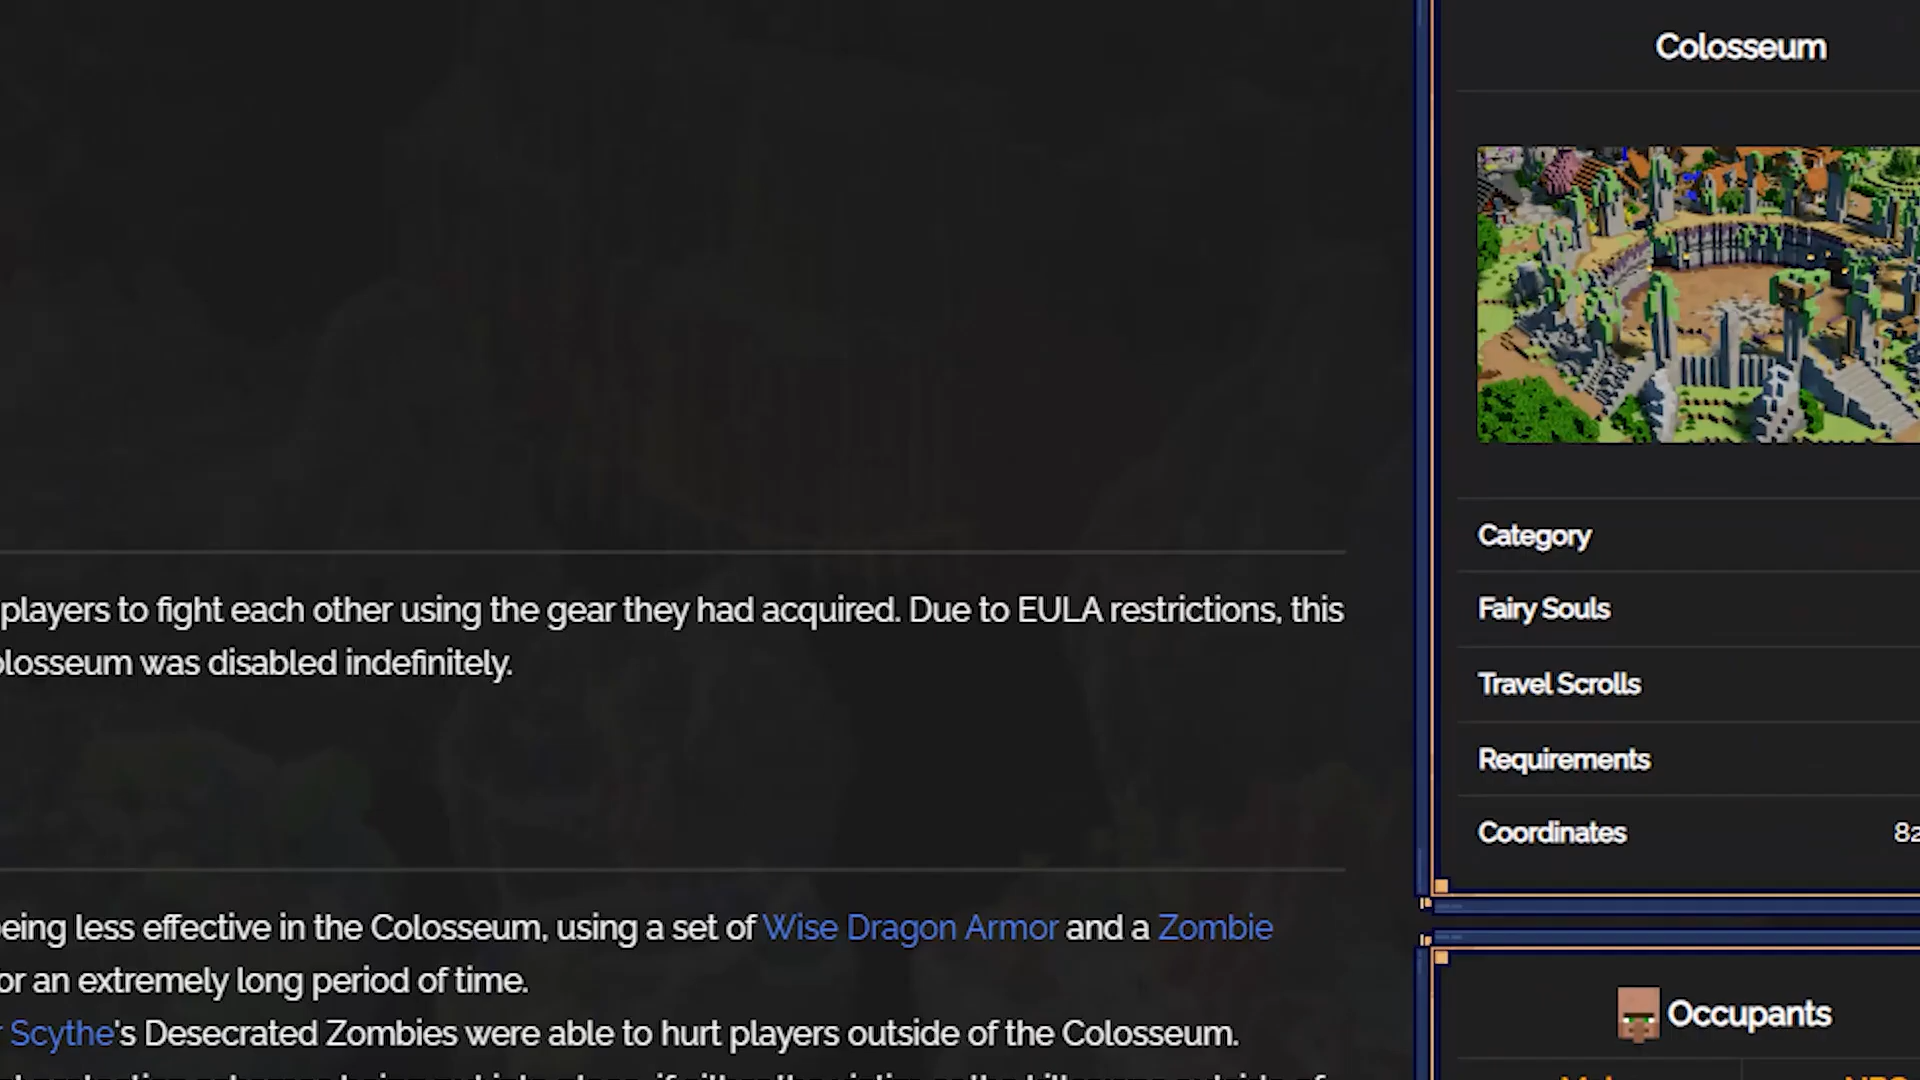 Colosseum
players to fight each other using the gear they had acquired. Due to EULA restrictions, this
olosseum was disabled indefinitely.
eing less effective in the Colosseum, using a set of Wise Dragon Armor and a Zombie
or an extremely long period of time.
r Scythe's Desecrated Zombies were able to hurt players outside of the Colosseum.
Category
Fairy Souls
Travel Scrolls
Requirements
Coordinates 82
Occupants